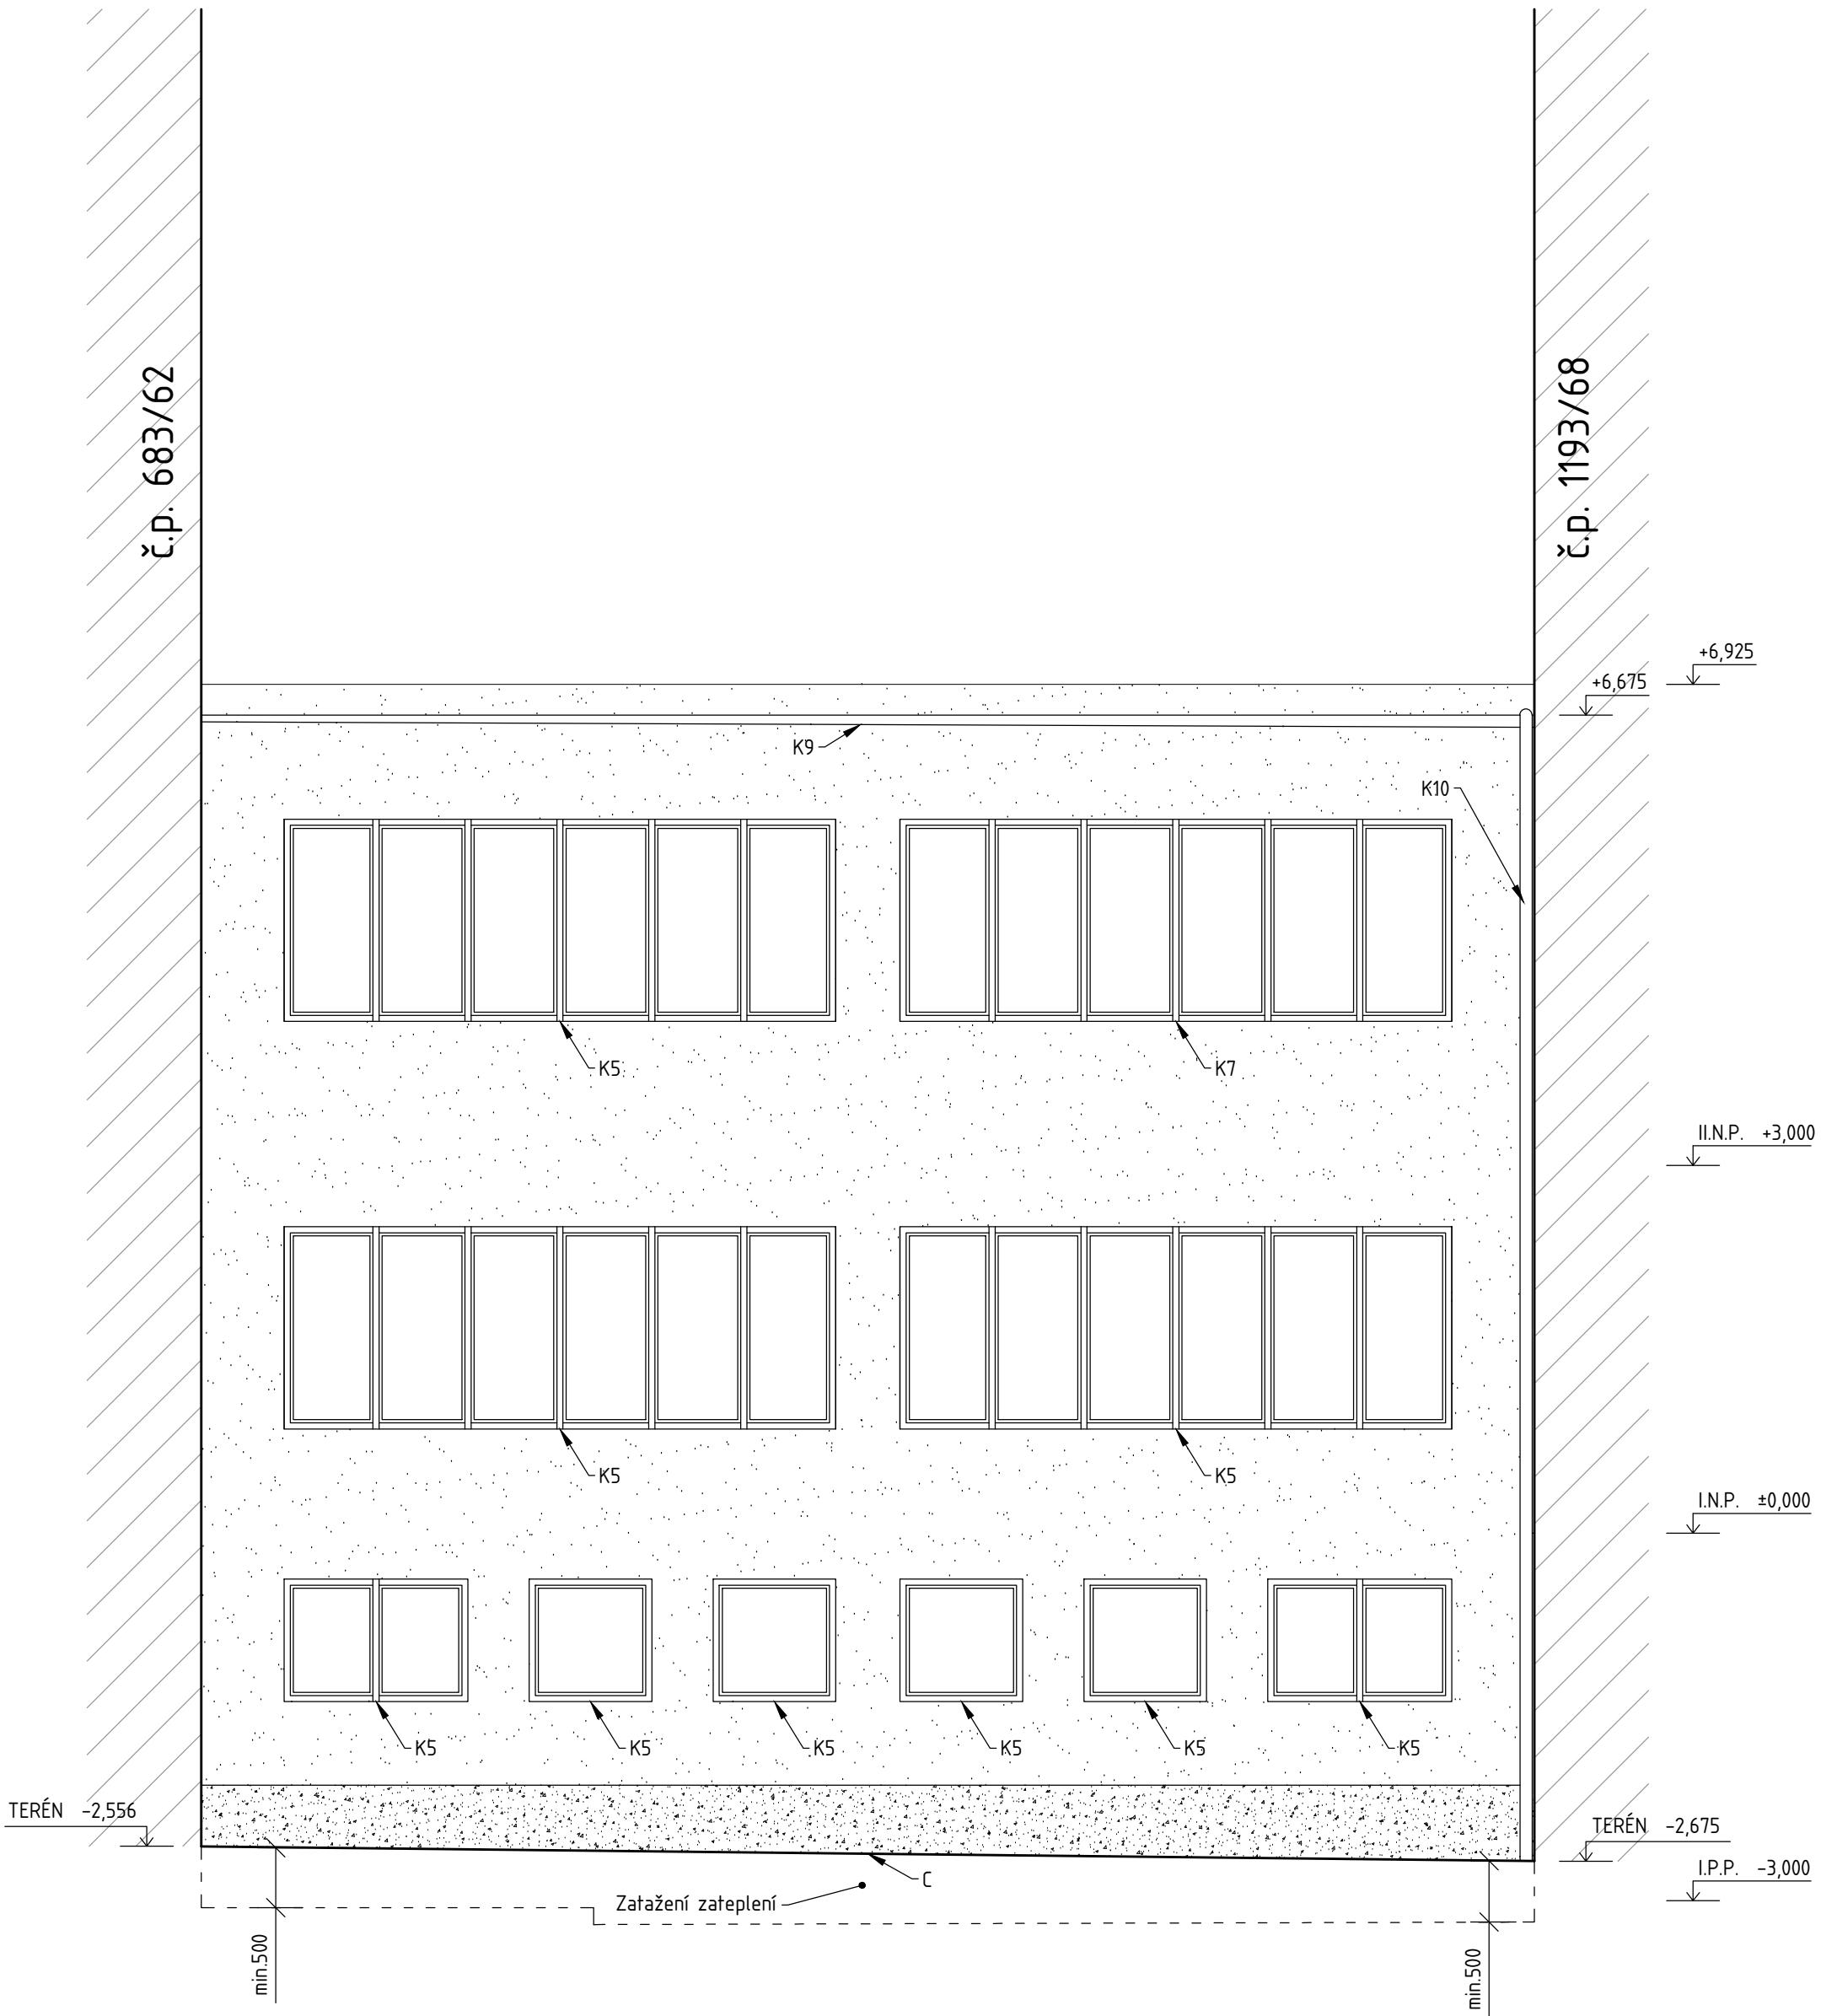 č.p. 683/62
č.p. 1193/68
+6,925
+6,675
K9
K10
K5
K7
II.N.P. +3,000
K5
K5
I.N.P. ±0,000
K5
K5
K5
K5
K5
K5
TERÉN -2,556
TERÉN -2,675
I.P.P. -3,000
C
Zatažení zateplení
min.500
min.500